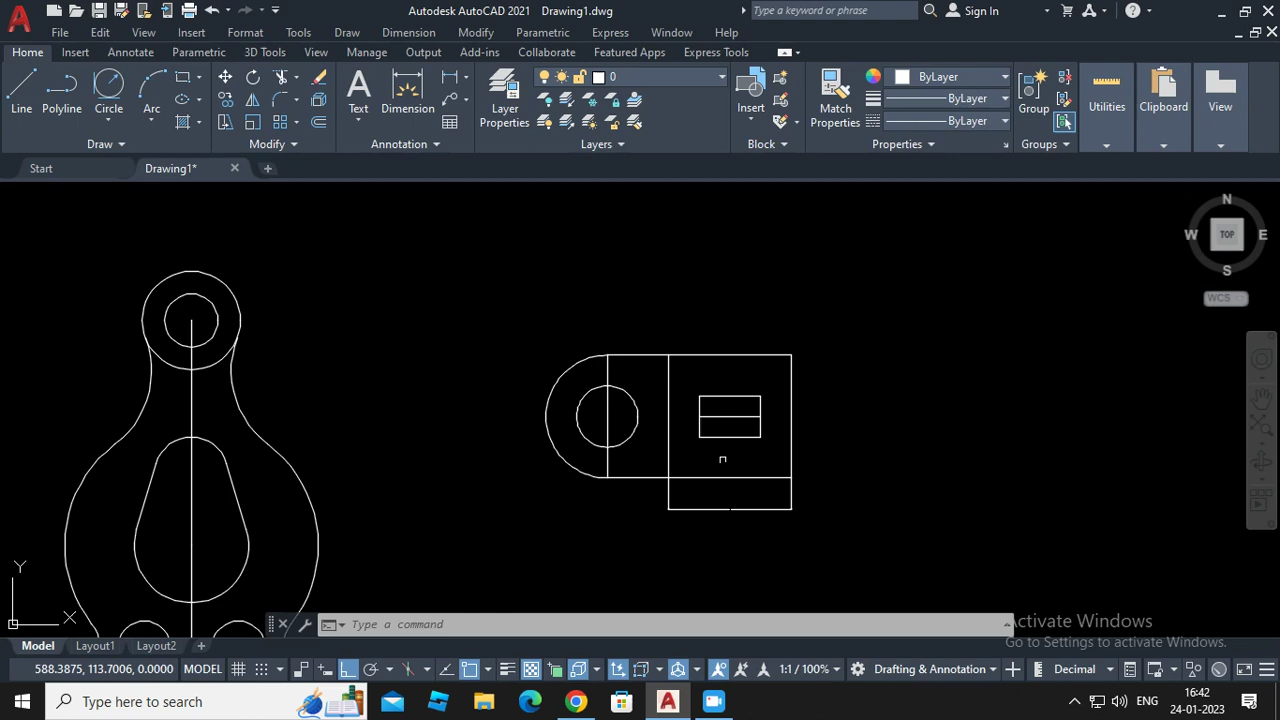 Autodesk AutoCAD 2021 Drawing1.dwg
Type a keyword or phrase
Sign In
File Edit View Insert Format Tools Draw Dimension Modify Parametric Express Window Help
Home Insert Annotate Parametric 3D Tools View Manage Output Add-ins Collaborate Featured Apps Express Tools
0
ByLayer
ByLayer
ByLayer
Line Polyline Circle Arc
Text Dimension
Layer
Properties
Insert
Match
Properties
Group
Utilities Clipboard View
Draw Modify Annotation Layers Block Properties Groups
Start Drawing1*
N
W TOP E
S
WCS
Y
X
Type a command
Activate Windows
Go to Settings to activate Windows.
Model Layout1 Layout2
588.3875, 113.7006, 0.0000 MODEL 1:1 / 100% Drafting & Annotation Decimal
Type here to search
ENG
16:42
24-01-2023